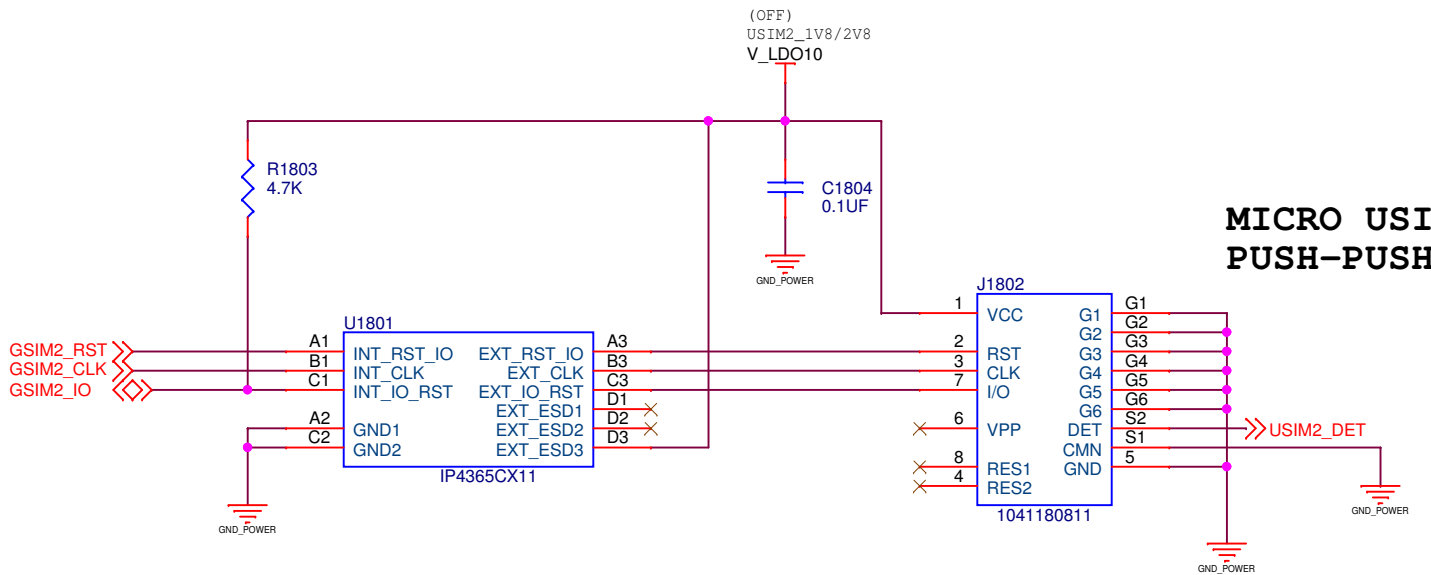 (OFF)
USIM2_1V8/2V8
V_LDO10
R1803
4.7K
C1804
0.1UF
GND_POWER
MICRO USI
PUSH-PUSH
J1802
1041180811
1
VCC
2
RST
3
CLK
7
I/O
6
VPP
8
RES1
4
RES2
G1
G1
G2
G2
G3
G3
G4
G4
G5
G5
G6
G6
DET
S2
CMN
S1
GND
5
USIM2_DET
GND_POWER
GND_POWER
U1801
IP4365CX11
GSIM2_RST
GSIM2_CLK
GSIM2_IO
A1
INT_RST_IO
B1
INT_CLK
C1
INT_IO_RST
A2
GND1
C2
GND2
EXT_RST_IO
A3
EXT_CLK
B3
EXT_IO_RST
C3
EXT_ESD1
D1
EXT_ESD2
D2
EXT_ESD3
D3
GND_POWER